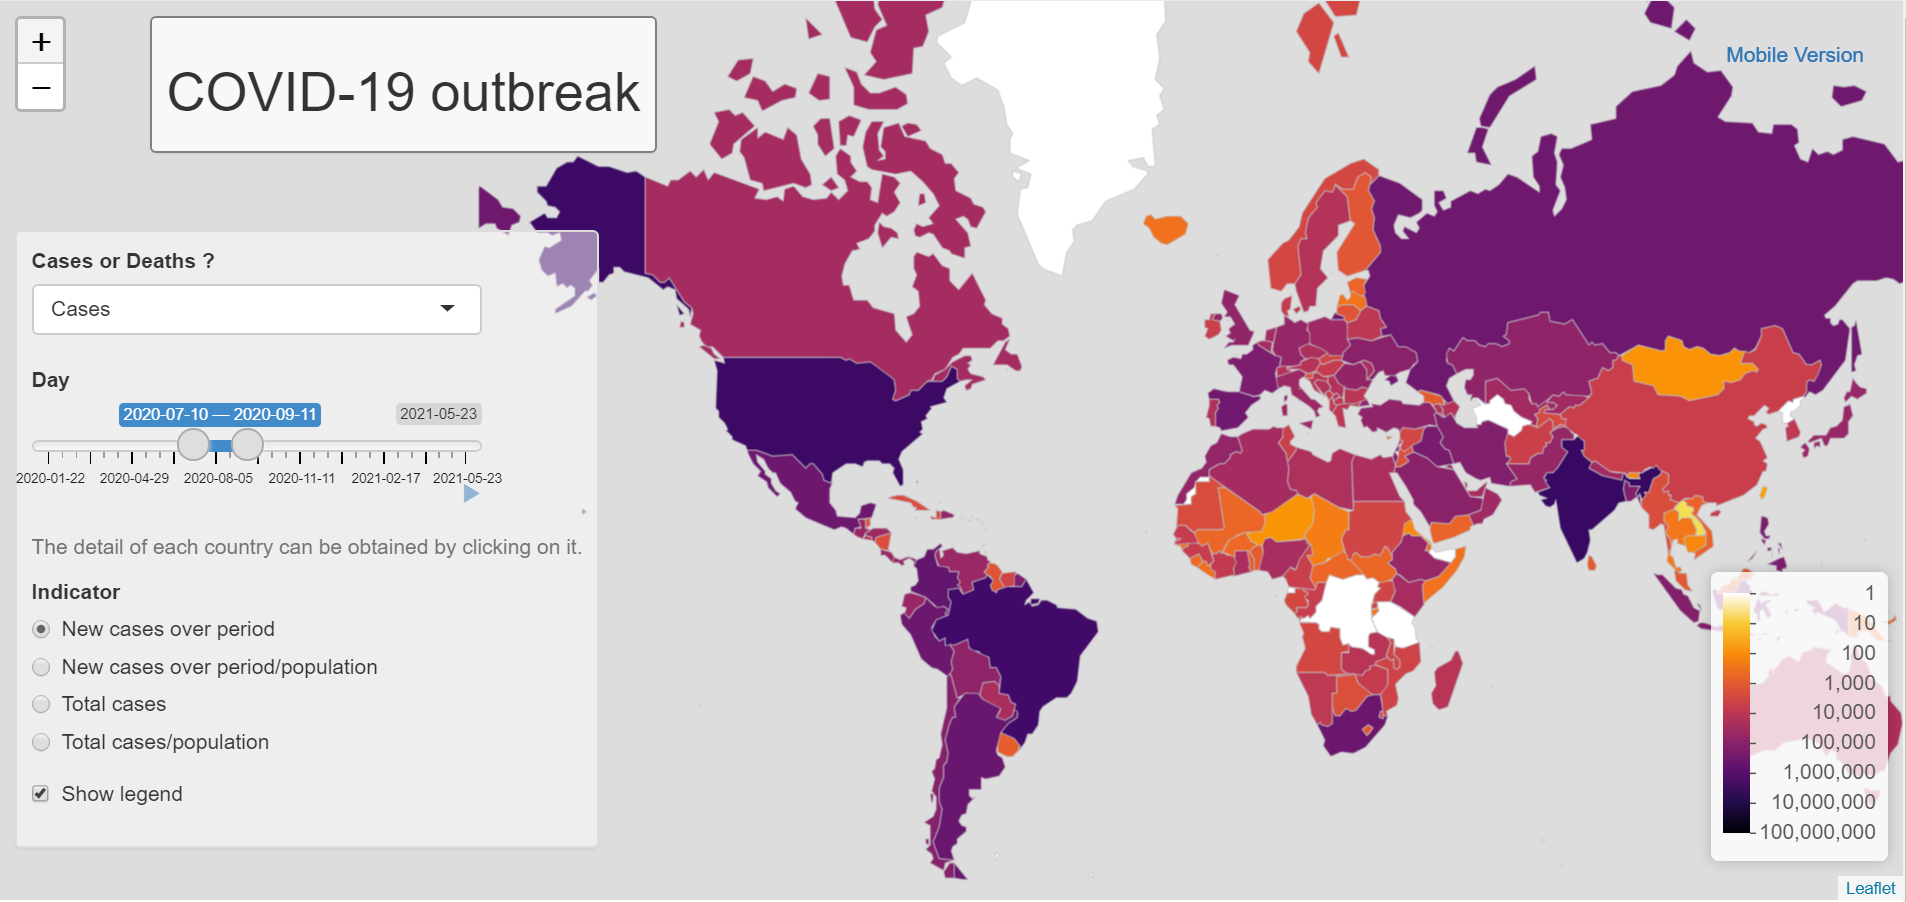 +
−
COVID-19 outbreak
Mobile Version
Cases or Deaths ?
Cases
Day
2020-07-10 — 2020-09-11
2021-05-23
2020-01-22 2020-04-29 2020-08-05 2020-11-11 2021-02-17 2021-05-23
The detail of each country can be obtained by clicking on it.
Indicator
New cases over period
New cases over period/population
Total cases
Total cases/population
Show legend
1
10
100
1,000
10,000
100,000
1,000,000
10,000,000
100,000,000
Leaflet